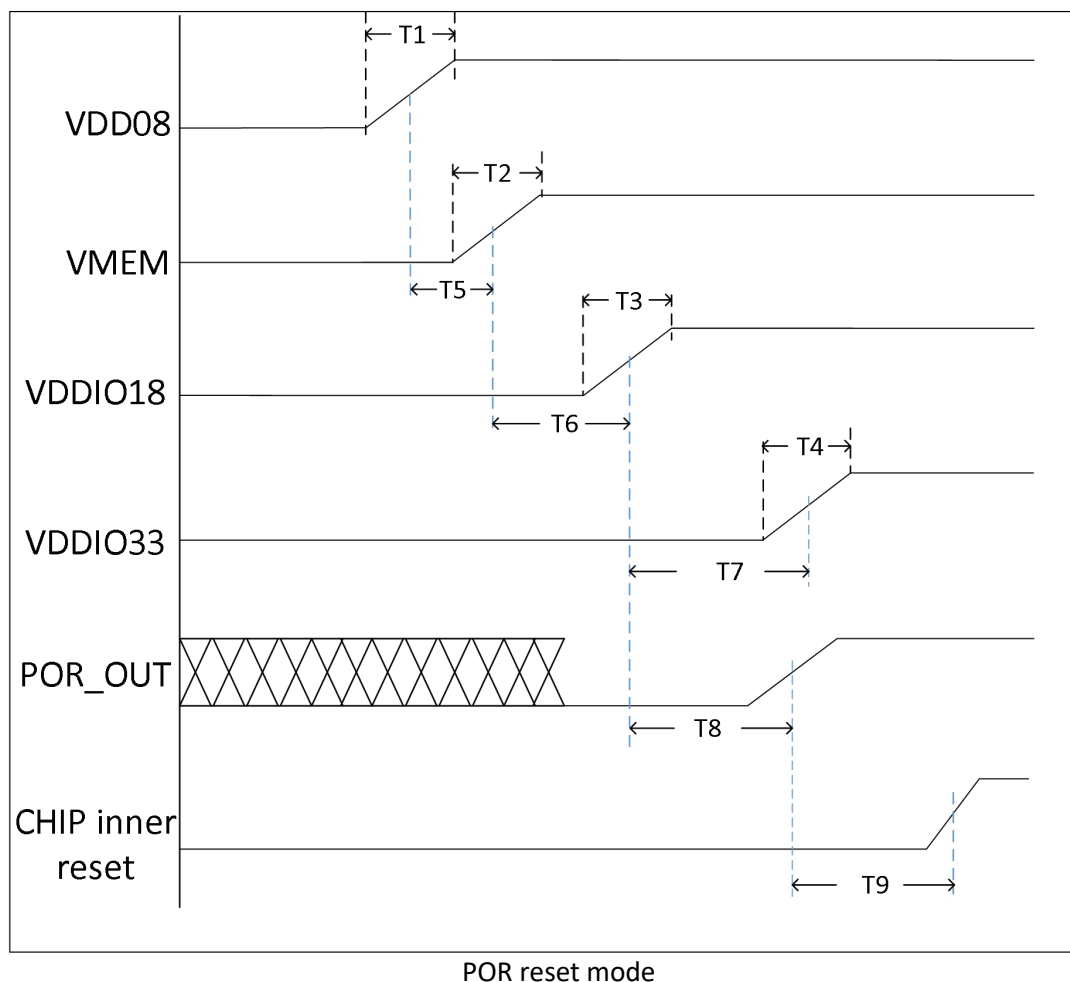 T1
VDD08
T2
VMEM
T5
T3
VDDIO18
T6
T4
VDDIO33
T7
POR_OUT
T8
CHIP inner
reset
T9
POR reset mode